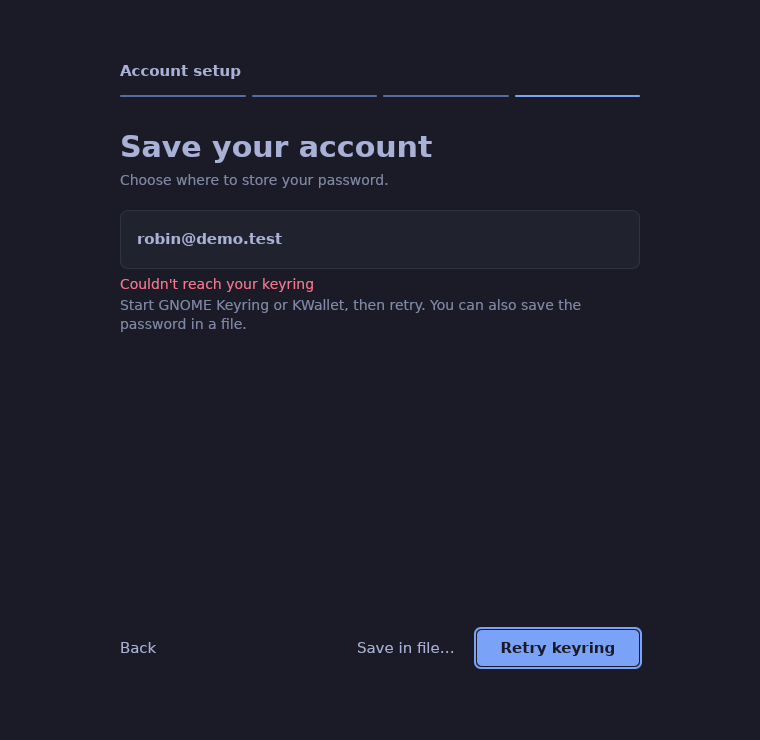 Account setup
Save your account
Choose where to store your password.
robin@demo.test
Couldn't reach your keyring
Start GNOME Keyring or KWallet, then retry. You can also save the
password in a file.
Back
Save in file...
Retry keyring